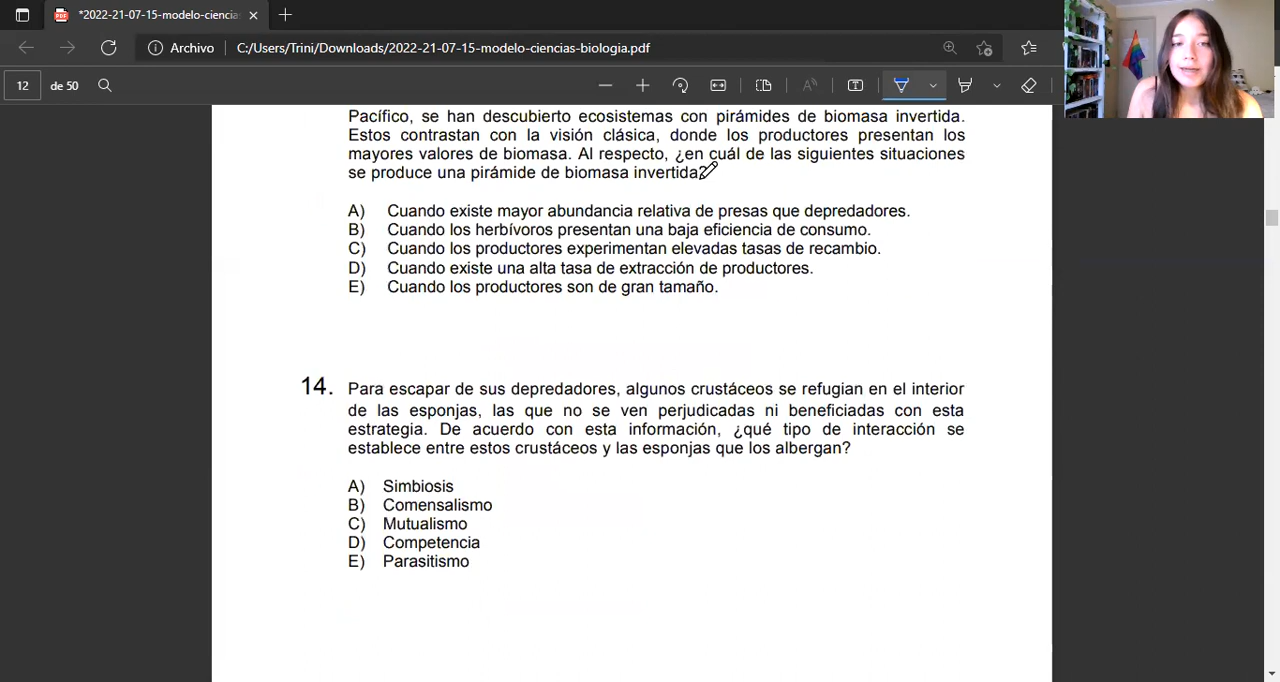 *2022-21-07-15-modelo-ciencias
Archivo
C:/Users/Trini/Downloads/2022-21-07-15-modelo-ciencias-biologia.pdf
12
de 50
Pacífico, se han descubierto ecosistemas con pirámides de biomasa invertida.
Estos contrastan con la visión clásica, donde los productores presentan los
mayores valores de biomasa. Al respecto, ¿en cuál de las siguientes situaciones
se produce una pirámide de biomasa invertida?
A) Cuando existe mayor abundancia relativa de presas que depredadores.
B) Cuando los herbívoros presentan una baja eficiencia de consumo.
C) Cuando los productores experimentan elevadas tasas de recambio.
D) Cuando existe una alta tasa de extracción de productores.
E) Cuando los productores son de gran tamaño.
14. Para escapar de sus depredadores, algunos crustáceos se refugian en el interior
de las esponjas, las que no se ven perjudicadas ni beneficiadas con esta
estrategia. De acuerdo con esta información, ¿qué tipo de interacción se
establece entre estos crustáceos y las esponjas que los albergan?
A) Simbiosis
B) Comensalismo
C) Mutualismo
D) Competencia
E) Parasitismo